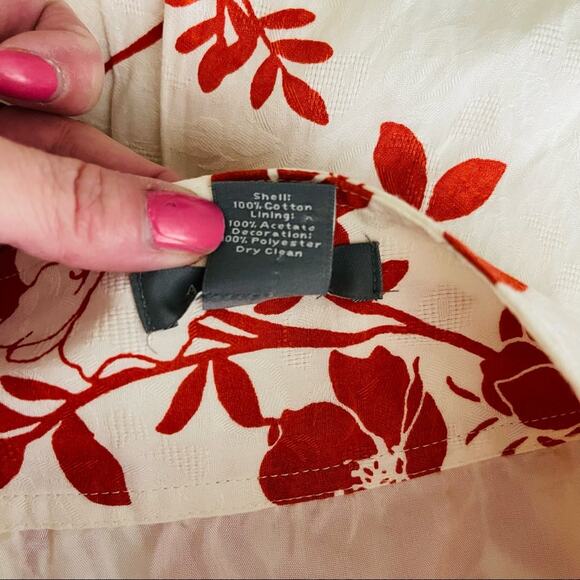 Shell:
100% Cotton
Lining:
100% Acetate
Decoration:
100% Polyester
Dry Clean
A